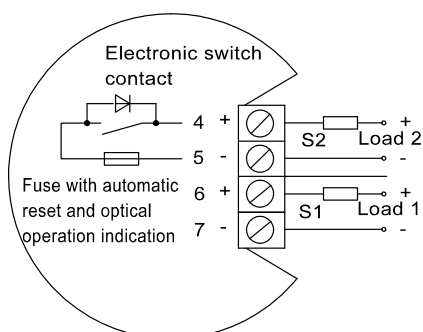 Electronic switch
contact
4 + S2 Load 2 +
5 - -
6 + S1 Load 1 +
7 - -
Fuse with automatic
reset and optical
operation indication